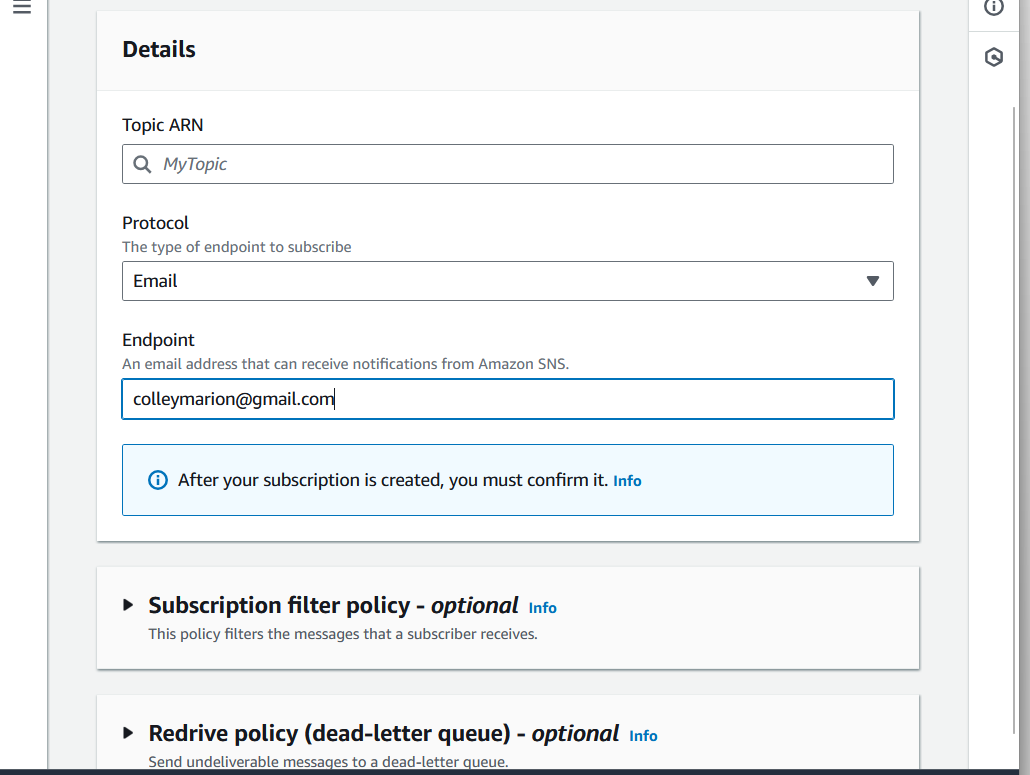 Details
Topic ARN
MyTopic
Protocol
The type of endpoint to subscribe
Email
Endpoint
An email address that can receive notifications from Amazon SNS.
colleymarion@gmail.com
After your subscription is created, you must confirm it. Info
Subscription filter policy - optional Info
This policy filters the messages that a subscriber receives.
Redrive policy (dead-letter queue) - optional Info
Send undeliverable messages to a dead-letter queue.